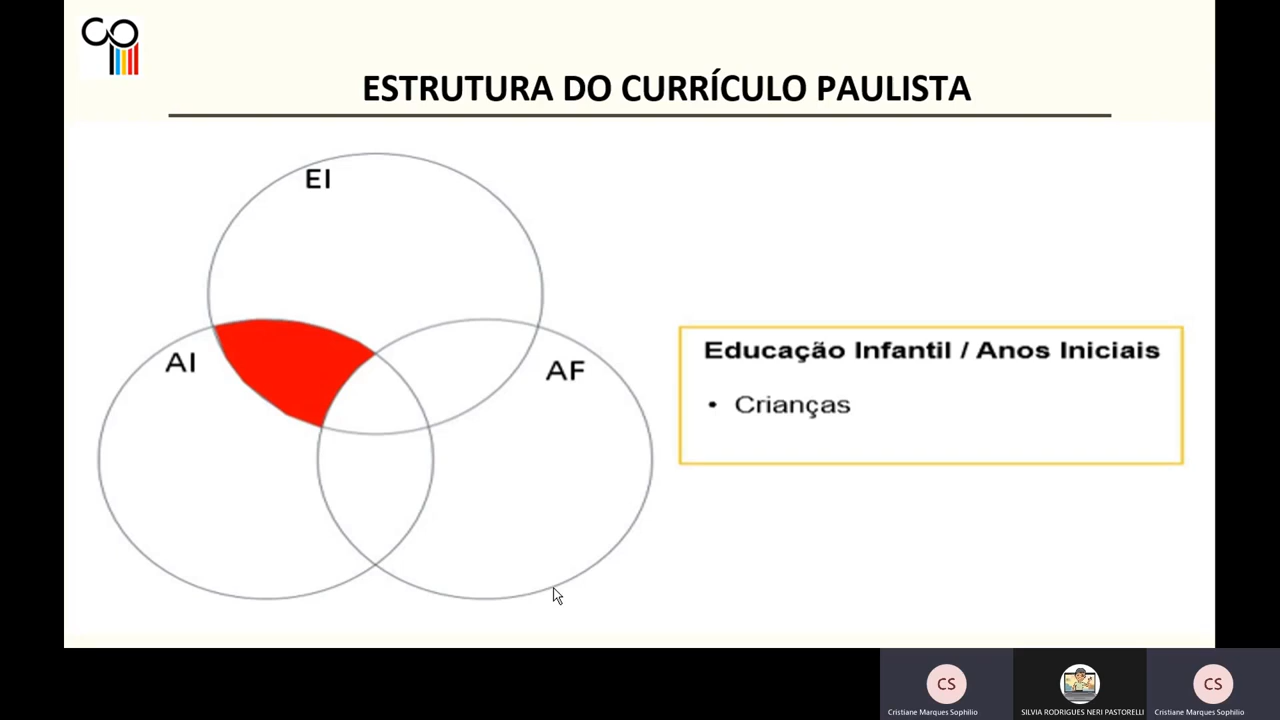 ESTRUTURA DO CURRÍCULO PAULISTA
EI
AI
AF
Educação Infantil / Anos Iniciais
• Crianças
CS
CS
Cristiane Marques Sophilio
SILVIA RODRIGUES NERI PASTORELLI
Cristiane Marques Sophilio